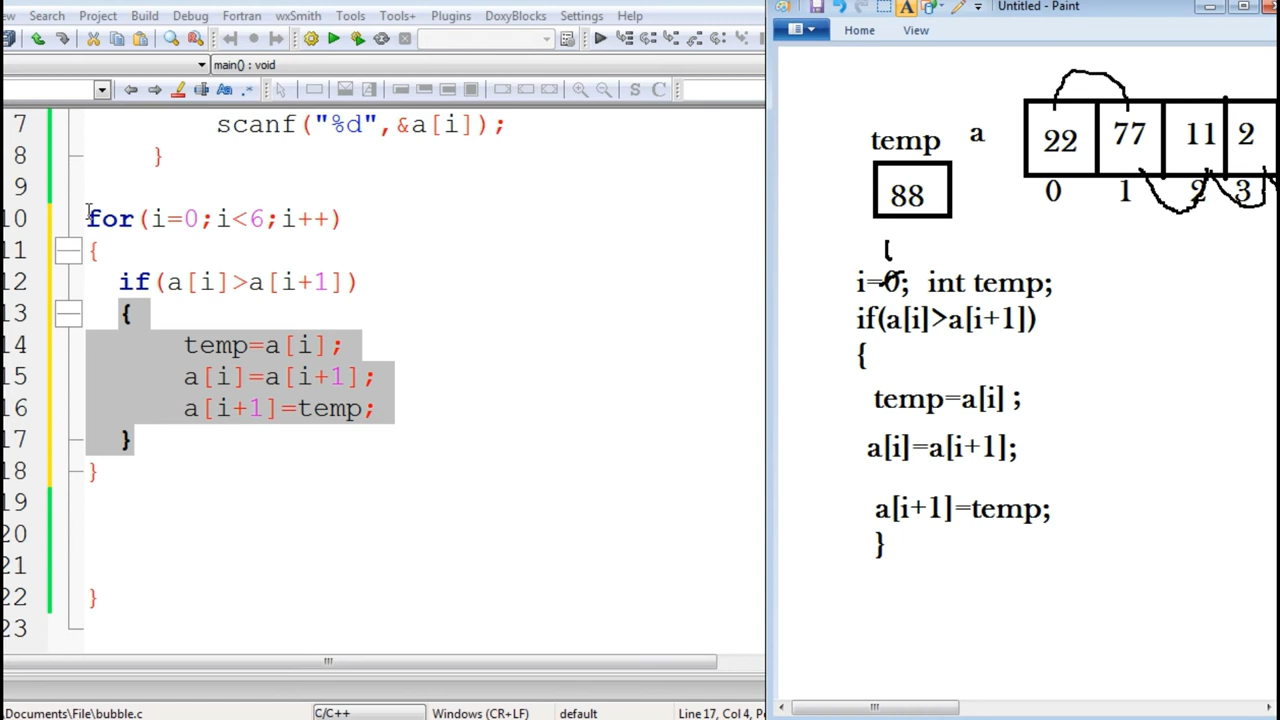 ew Search Project Build Debug Fortran wxSmith Tools Tools+ Plugins DoxyBlocks Settings Help
main() : void
7 scanf("%d",&a[i]);
8 }
9
10 for(i=0;i<6;i++)
11 {
12 if(a[i]>a[i+1])
13 {
14 temp=a[i];
15 a[i]=a[i+1];
16 a[i+1]=temp;
17 }
18 }
19
20
21
22 }
23
Documents\File\bubble.c C/C++ Windows (CR+LF) default Line 17, Col 4, Po
Untitled - Paint
Home View
temp a 22 77 11 2
88 0 1 2 3
i=0; int temp;
if(a[i]>a[i+1])
{
temp=a[i] ;
a[i]=a[i+1];
a[i+1]=temp;
}